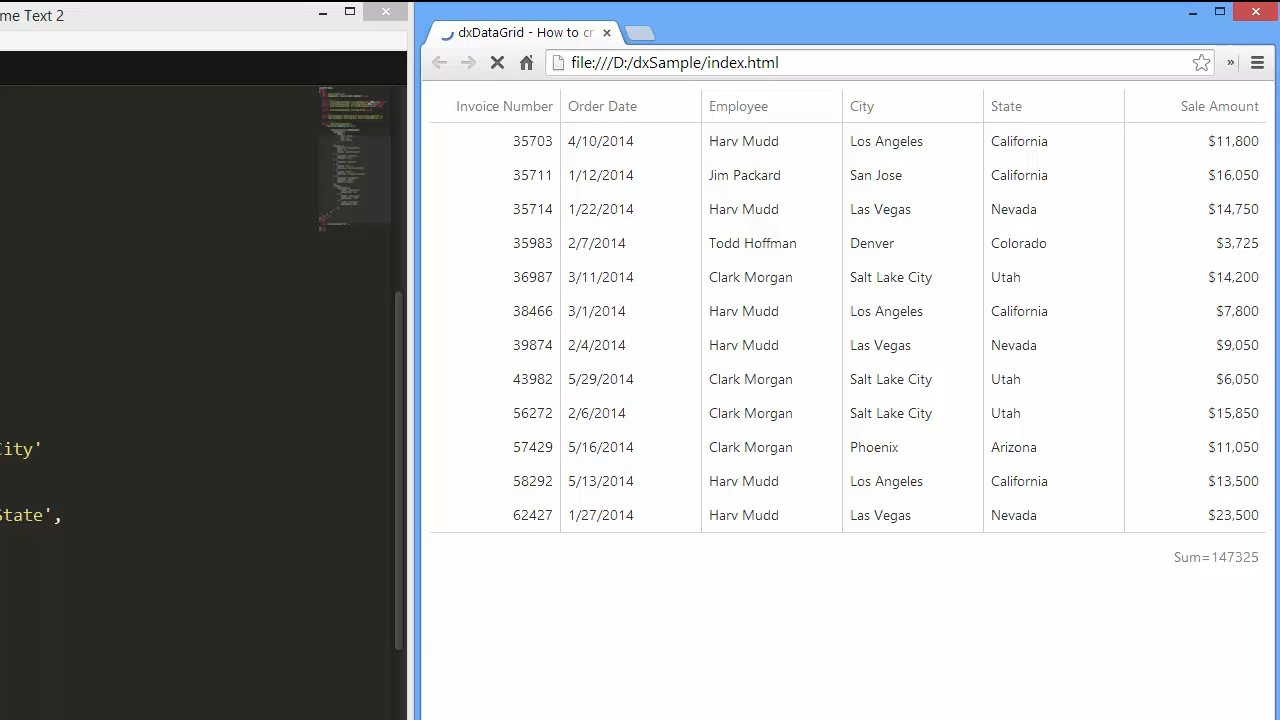 me Text 2
dxDataGrid - How to cr
file:///D:/dxSample/index.html
Invoice Number Order Date Employee City State Sale Amount
35703 4/10/2014 Harv Mudd Los Angeles California $11,800
35711 1/12/2014 Jim Packard San Jose California $16,050
35714 1/22/2014 Harv Mudd Las Vegas Nevada $14,750
35983 2/7/2014 Todd Hoffman Denver Colorado $3,725
36987 3/11/2014 Clark Morgan Salt Lake City Utah $14,200
38466 3/1/2014 Harv Mudd Los Angeles California $7,800
39874 2/4/2014 Harv Mudd Las Vegas Nevada $9,050
43982 5/29/2014 Clark Morgan Salt Lake City Utah $6,050
56272 2/6/2014 Clark Morgan Salt Lake City Utah $15,850
57429 5/16/2014 Clark Morgan Phoenix Arizona $11,050
58292 5/13/2014 Harv Mudd Los Angeles California $13,500
62427 1/27/2014 Harv Mudd Las Vegas Nevada $23,500
Sum=147325
City'
State',